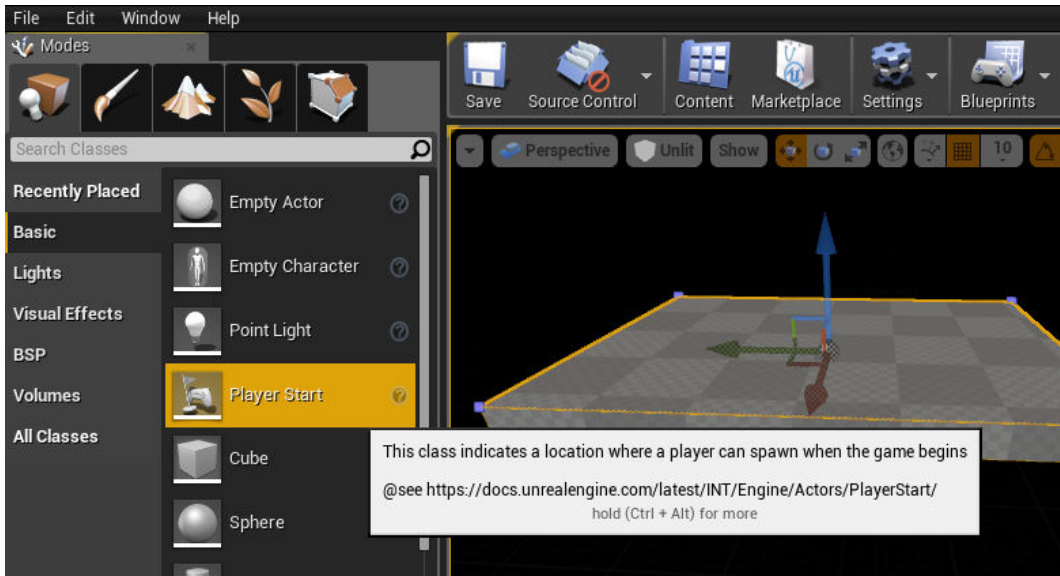 File Edit Window Help
Modes
Save Source Control Content Marketplace Settings Blueprints
Search Classes
Perspective Unlit Show 10
Recently Placed
Basic
Lights
Visual Effects
BSP
Volumes
All Classes
Empty Actor
Empty Character
Point Light
Player Start
Cube
Sphere
This class indicates a location where a player can spawn when the game begins
@see https://docs.unrealengine.com/latest/INT/Engine/Actors/PlayerStart/
hold (Ctrl + Alt) for more